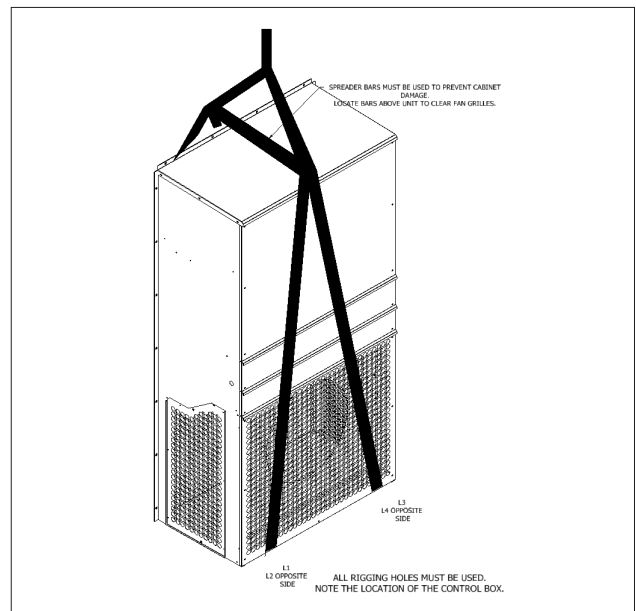 SPREADER BARS MUST BE USED TO PREVENT CABINET
DAMAGE.
LOCATE BARS ABOVE UNIT TO CLEAR FAN GRILLES.
L3
L4 OPPOSITE
SIDE
L1
L2 OPPOSITE
SIDE
ALL RIGGING HOLES MUST BE USED.
NOTE THE LOCATION OF THE CONTROL BOX.